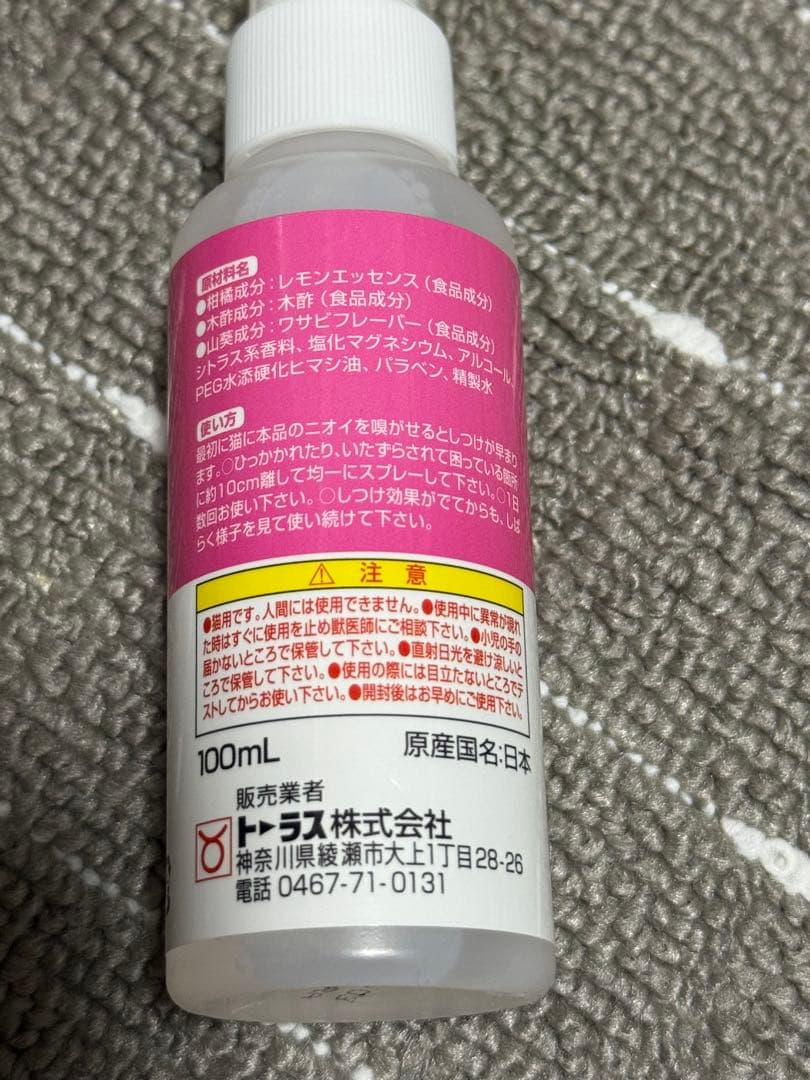 原材料名
●柑橘成分：レモンエッセンス（食品成分）
●木酢成分：木酢（食品成分）
●山葵成分：ワサビフレーバー（食品成分）
シトラス系香料、塩化マグネシウム、アルコール、
PEG水添硬化ヒマシ油、パラベン、精製水
使い方
最初に猫に本品のニオイを嗅がせるとしつけが早まり
ます。○ひっかかれたり、いたずらされて困っている箇所
に約10cm離して均一にスプレーして下さい。○1日
数回お使い下さい。○しつけ効果がでてからも、しば
らく様子を見て使い続けて下さい。
⚠ 注意
●猫用です。人間には使用できません。●使用中に異常が現れ
た時はすぐに使用を止め獣医師にご相談下さい。●小児の手の
届かないところで保管して下さい。●直射日光を避け涼しいと
ころで保管して下さい。●使用の際には目立たないところでテ
ストしてからお使い下さい。●開封後はお早めにご使用下さい。
100mL 原産国名:日本
販売業者
トーラス株式会社
神奈川県綾瀬市大上1丁目28-26
電話 0467-71-0131